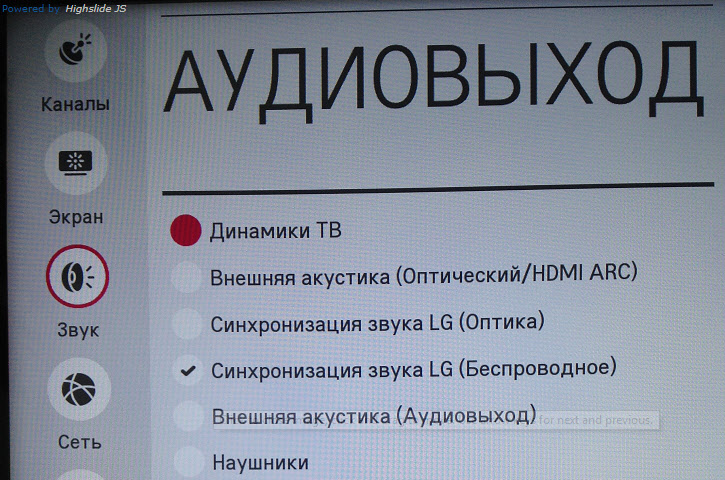 Powered by Highslide JS
АУДИОВЫХОД
Каналы
Экран
Звук
Сеть
Динамики ТВ
Внешняя акустика (Оптический/HDMI ARC)
Синхронизация звука LG (Оптика)
Синхронизация звука LG (Беспроводное)
Внешняя акустика (Аудиовыход)
for next and previous.
Наушники